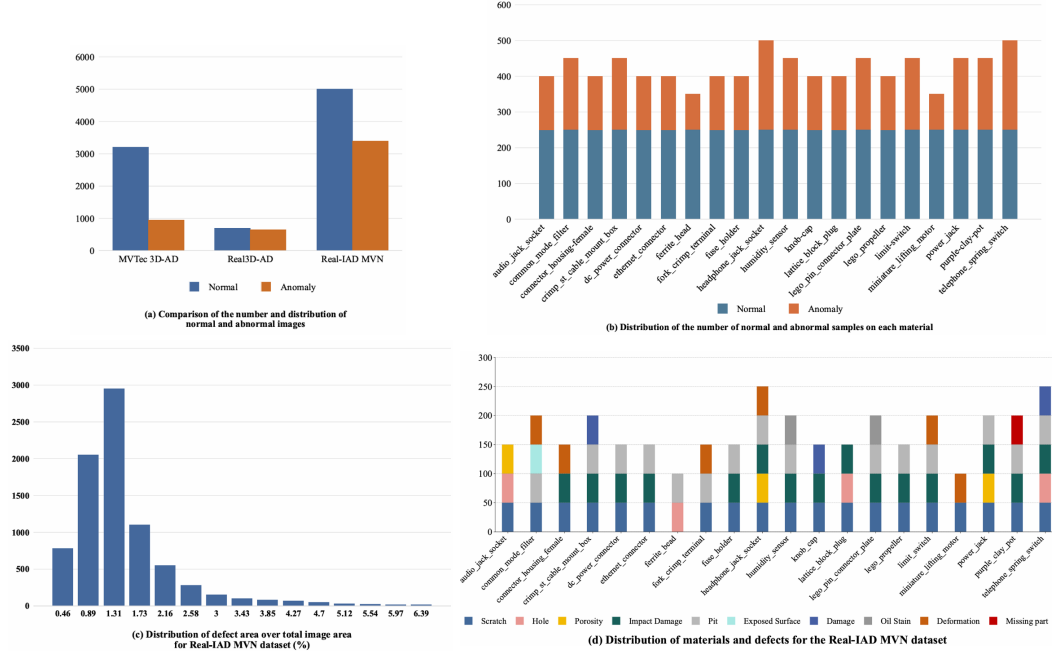 6000
5000
4000
3000
2000
1000
0
MVTec 3D-AD Real3D-AD Real-IAD MVN
Normal Anomaly
(a) Comparison of the number and distribution of
normal and abnormal images
600
500
400
300
200
100
0
audio_jack_socket
common_mode_filter
connector_housing-female
crimp_st_cable_mount_box
dc_power_connector
ethernet_connector
ferrite_head
fork_crimp_terminal
fuse_holder
headphone_jack_socket
humidity_sensor
knob-cap
lattice_block_plug
lego_pin_connector_plate
lego_propeller
limit-switch
miniature_lifting_motor
power_jack
purple-clay-pot
telephone_spring_switch
Normal Anomaly
(b) Distribution of the number of normal and abnormal samples on each material
3500
3000
2500
2000
1500
1000
500
0
0.46 0.89 1.31 1.73 2.16 2.58 3 3.43 3.85 4.27 4.7 5.12 5.54 5.97 6.39
(c) Distribution of defect area over total image area
for Real-IAD MVN dataset (%)
300
250
200
150
100
50
0
audio_jack_socket
common_mode_filter
connector_housing_female
crimp_st_cable_mount_box
dc_power_connector
ethernet_connector
ferrite_bead
fork_crimp_terminal
fuse_holder
headphone_jack_socket
humidity_sensor
knob_cap
lattice_block_plug
lego_pin_connector_plate
lego_propeller
limit_switch
miniature_lifting_motor
power_jack
purple_clay_pot
telephone_spring_switch
Scratch Hole Porosity Impact Damage Pit Exposed Surface Damage Oil Stain Deformation Missing part
(d) Distribution of materials and defects for the Real-IAD MVN dataset